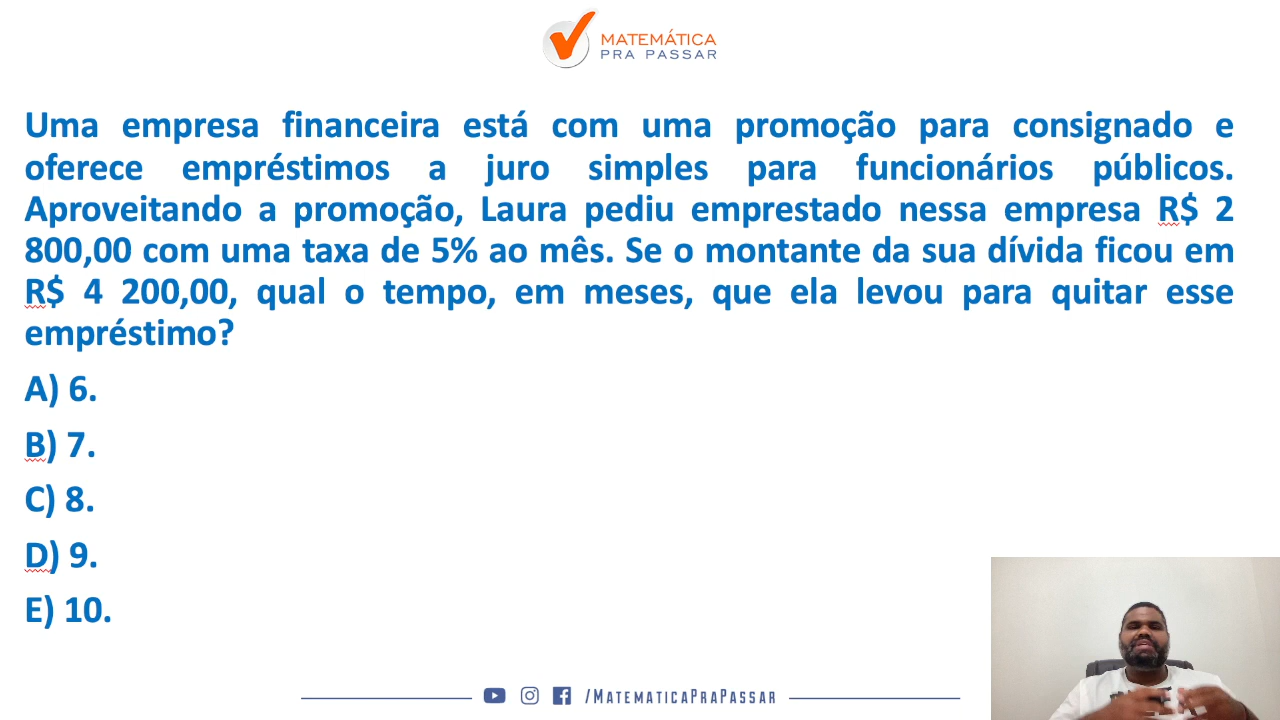 MATEMÁTICA
PRA PASSAR
Uma empresa financeira está com uma promoção para consignado e
oferece empréstimos a juro simples para funcionários públicos.
Aproveitando a promoção, Laura pediu emprestado nessa empresa R$ 2
800,00 com uma taxa de 5% ao mês. Se o montante da sua dívida ficou em
R$ 4 200,00, qual o tempo, em meses, que ela levou para quitar esse
empréstimo?
A) 6.
B) 7.
C) 8.
D) 9.
E) 10.
/MATEMATICAPRAPASSAR